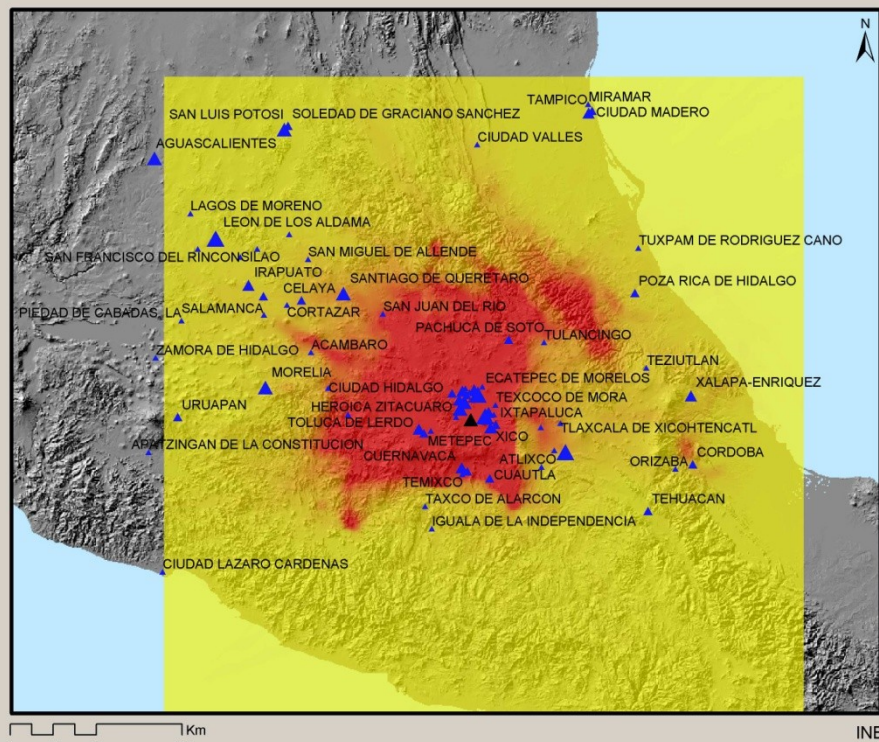 N
TAMPICO MIRAMAR
SAN LUIS POTOSI SOLEDAD DE GRACIANO SANCHEZ CIUDAD MADERO
AGUASCALIENTES CIUDAD VALLES
LAGOS DE MORENO
LEON DE LOS ALDAMA
SAN FRANCISCO DEL RINCON SILAO SAN MIGUEL DE ALLENDE TUXPAM DE RODRIGUEZ CANO
IRAPUATO SANTIAGO DE QUERETARO POZA RICA DE HIDALGO
CELAYA
PIEDAD DE CABADAS, LA SALAMANCA CORTAZAR SAN JUAN DEL RIO
PACHUCA DE SOTO TULANCINGO
ZAMORA DE HIDALGO ACAMBARO
TEZIUTLAN
MORELIA ECATEPEC DE MORELOS XALAPA-ENRIQUEZ
CIUDAD HIDALGO TEXCOCO DE MORA
URUAPAN HEROICA ZITACUARO IXTAPALUCA
TOLUCA DE LERDO XICO TLAXCALA DE XICOHTENCATL
APATZINGAN DE LA CONSTITUCION METEPEC
CUERNAVACA ATLIXCO ORIZABA CORDOBA
TEMIXCO CUAUTLA
TAXCO DE ALARCON TEHUACAN
IGUALA DE LA INDEPENDENCIA
CIUDAD LAZARO CARDENAS
Km